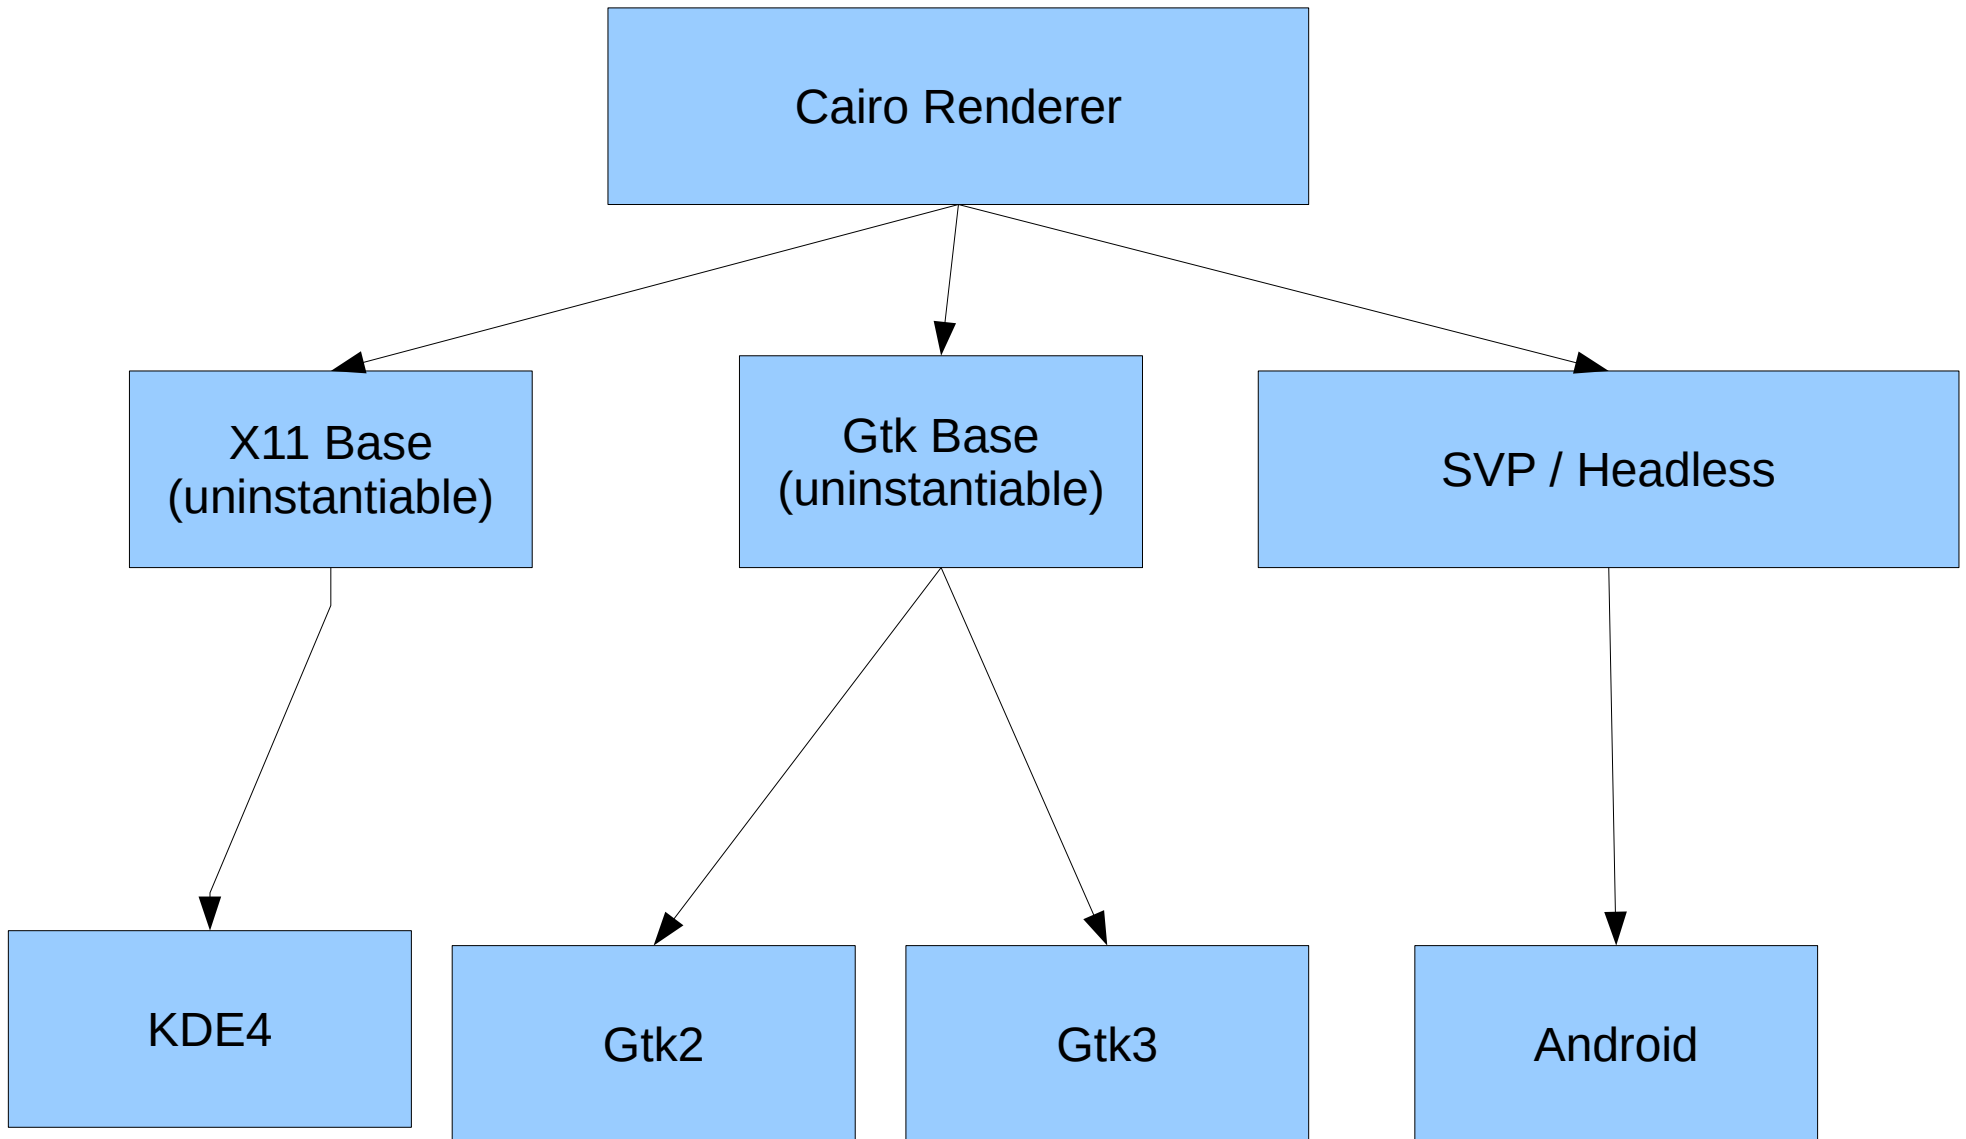 Cairo Renderer
X11 Base
(uninstantiable)
Gtk Base
(uninstantiable)
SVP / Headless
KDE4
Gtk2
Gtk3
Android